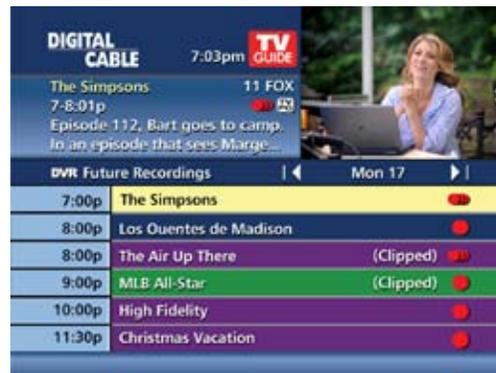 DIGITAL
CABLE
7:03pm
TV
GUIDE
The Simpsons 11 FOX
7-8:01p
Episode 112, Bart goes to camp.
In an episode that sees Marge...
DVR Future Recordings Mon 17
7:00p The Simpsons
8:00p Los Ouentes de Madison
8:00p The Air Up There (Clipped)
9:00p MLB All-Star (Clipped)
10:00p High Fidelity
11:30p Christmas Vacation